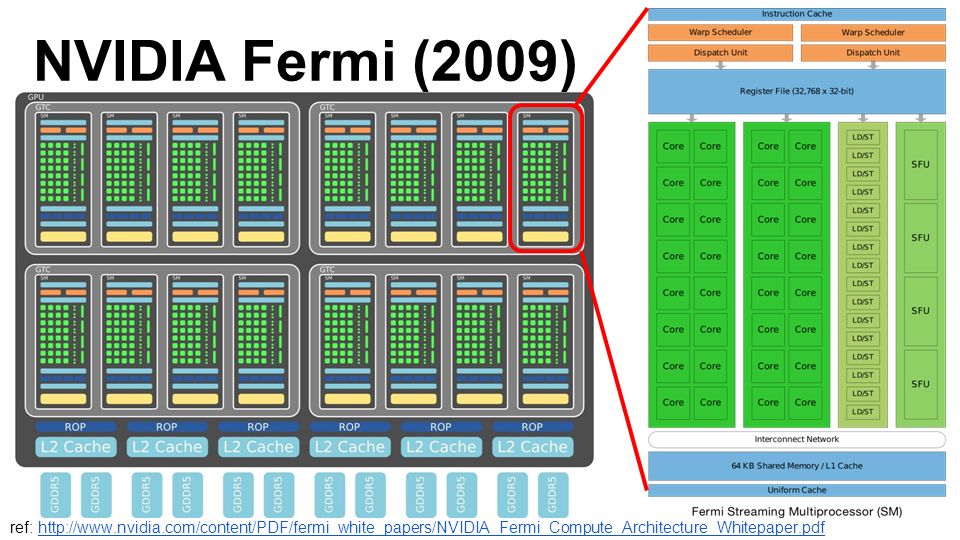 NVIDIA Fermi (2009)
GPU
GTC GTC
SM SM SM SM SM SM SM SM
GTC GTC
SM SM SM SM SM SM SM SM
ROP ROP ROP ROP ROP ROP
L2 Cache L2 Cache L2 Cache L2 Cache L2 Cache L2 Cache
GDDR5 GDDR5 GDDR5 GDDR5 GDDR5 GDDR5 GDDR5 GDDR5 GDDR5 GDDR5 GDDR5 GDDR5
Instruction Cache
Warp Scheduler Warp Scheduler
Dispatch Unit Dispatch Unit
Register File (32,768 x 32-bit)
LD/ST
Core Core Core Core
LD/ST
SFU
LD/ST
Core Core Core Core
LD/ST
LD/ST
Core Core Core Core
LD/ST
SFU
LD/ST
Core Core Core Core
LD/ST
LD/ST
Core Core Core Core
LD/ST
SFU
LD/ST
Core Core Core Core
LD/ST
LD/ST
Core Core Core Core
LD/ST
SFU
LD/ST
Core Core Core Core
LD/ST
Interconnect Network
64 KB Shared Memory / L1 Cache
Uniform Cache
Fermi Streaming Multiprocessor (SM)
ref: http://www.nvidia.com/content/PDF/fermi_white_papers/NVIDIA_Fermi_Compute_Architecture_Whitepaper.pdf